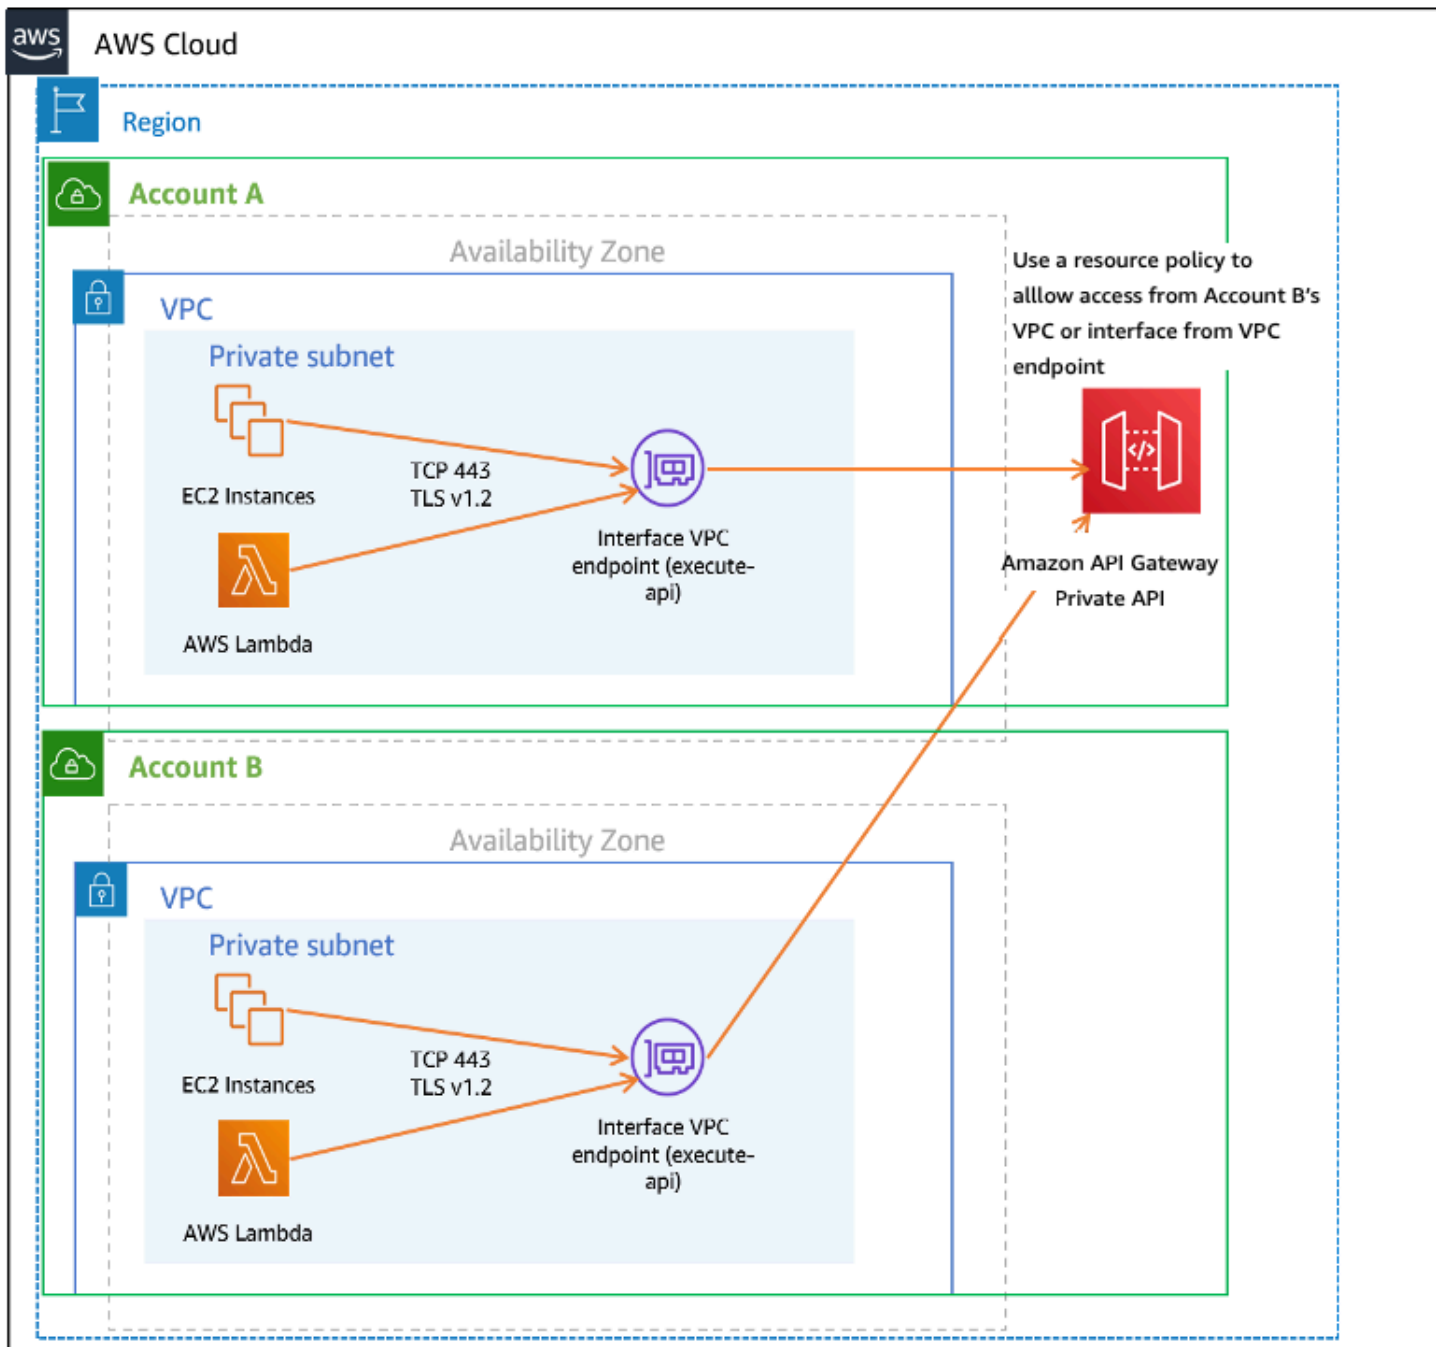 aws
AWS Cloud
Region
Account A
Availability Zone
Use a resource policy to
alllow access from Account B's
VPC or interface from VPC
endpoint
VPC
Private subnet
EC2 Instances
TCP 443
TLS v1.2
Interface VPC
endpoint (execute-
api)
AWS Lambda
Amazon API Gateway
Private API
Account B
Availability Zone
VPC
Private subnet
EC2 Instances
TCP 443
TLS v1.2
Interface VPC
endpoint (execute-
api)
AWS Lambda